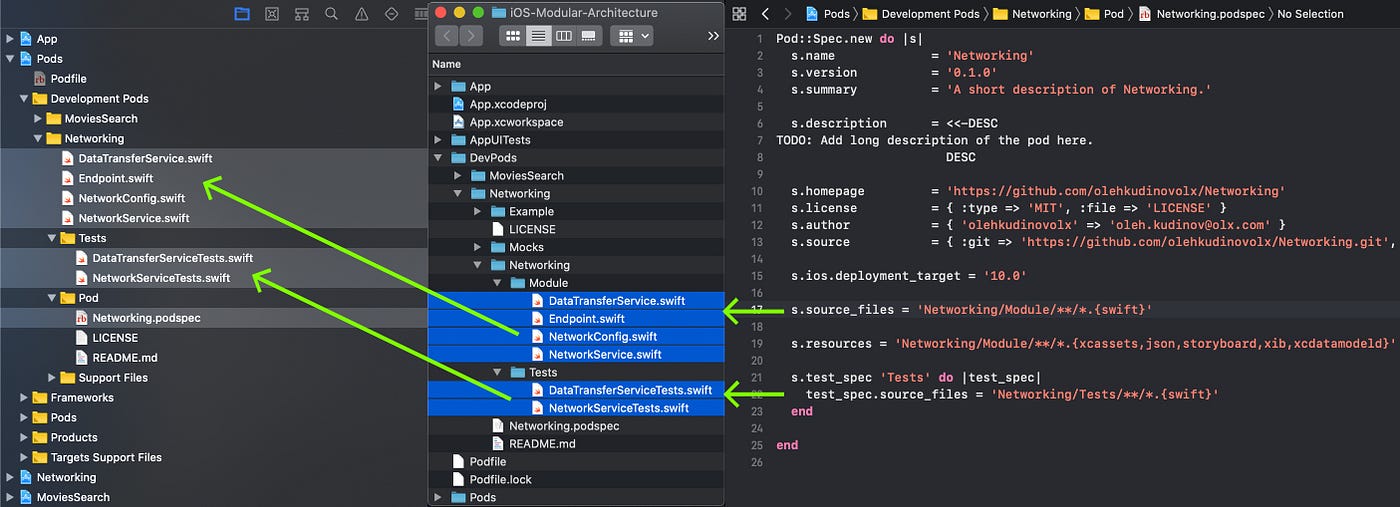 App
Pods
Podfile
Development Pods
MoviesSearch
Networking
DataTransferService.swift
Endpoint.swift
NetworkConfig.swift
NetworkService.swift
Tests
DataTransferServiceTests.swift
NetworkServiceTests.swift
Pod
Networking.podspec
LICENSE
README.md
Support Files
Frameworks
Pods
Products
Targets Support Files
Networking
MoviesSearch
iOS-Modular-Architecture
Name
App
App.xcodeproj
App.xcworkspace
AppUITests
DevPods
MoviesSearch
Networking
Example
LICENSE
Mocks
Networking
Module
DataTransferService.swift
Endpoint.swift
NetworkConfig.swift
NetworkService.swift
Tests
DataTransferServiceTests.swift
NetworkServiceTests.swift
Networking.podspec
README.md
Podfile
Podfile.lock
Pods
Pods 〉 Development Pods 〉 Networking 〉 Pod 〉 Networking.podspec 〉 No Selection
1 Pod::Spec.new do |s|
2 s.name = 'Networking'
3 s.version = '0.1.0'
4 s.summary = 'A short description of Networking.'
5
6 s.description = <<-DESC
7 TODO: Add long description of the pod here.
8 DESC
9
10 s.homepage = 'https://github.com/olehkudinovolx/Networking'
11 s.license = { :type => 'MIT', :file => 'LICENSE' }
12 s.author = { 'olehkudinovolx' => 'oleh.kudinov@olx.com' }
13 s.source = { :git => 'https://github.com/olehkudinovolx/Networking.git',
14
15 s.ios.deployment_target = '10.0'
16
17 s.source_files = 'Networking/Module/**/*.{swift}'
18
19 s.resources = 'Networking/Module/**/*.{xcassets,json,storyboard,xib,xcdatamodeld}'
20
21 s.test_spec 'Tests' do |test_spec|
22 test_spec.source_files = 'Networking/Tests/**/*.{swift}'
23 end
24
25 end
26